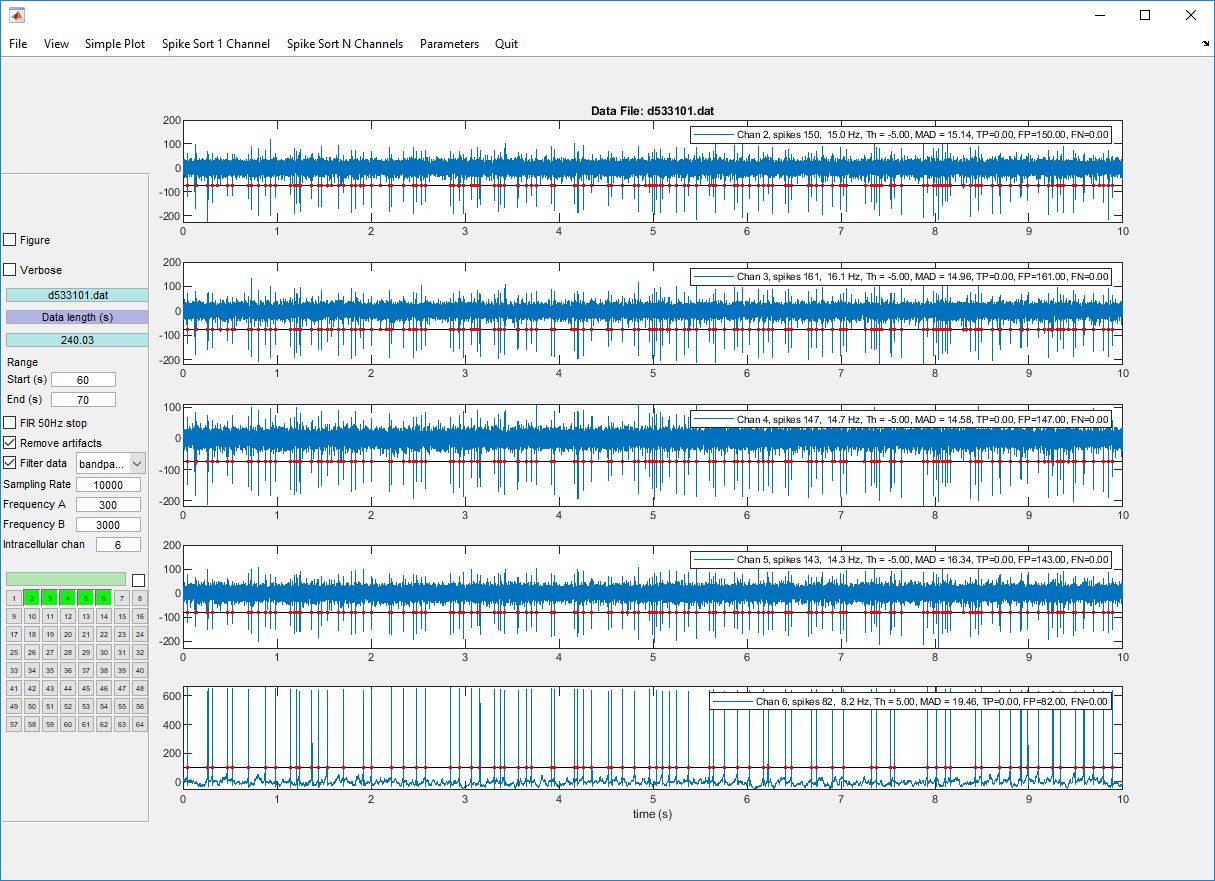 File View Simple Plot Spike Sort 1 Channel Spike Sort N Channels Parameters Quit
Figure
Verbose
d533101.dat
Data length (s)
240.03
Range
Start (s) 60
End (s) 70
FIR 50Hz stop
Remove artifacts
Filter data bandpa...
Sampling Rate 10000
Frequency A 300
Frequency B 3000
Intracellular chan 6
1 2 3 4 5 6 7 8
9 10 11 12 13 14 15 16
17 18 19 20 21 22 23 24
25 26 27 28 29 30 31 32
33 34 35 36 37 38 39 40
41 42 43 44 45 46 47 48
49 50 51 52 53 54 55 56
57 58 59 60 61 62 63 64
Data File: d533101.dat
200
100
0
-100
-200
Chan 2, spikes 150, 15.0 Hz, Th = -5.00, MAD = 15.14, TP=0.00, FP=150.00, FN=0.00
0 1 2 3 4 5 6 7 8 9 10
200
100
0
-100
-200
Chan 3, spikes 161, 16.1 Hz, Th = -5.00, MAD = 14.96, TP=0.00, FP=161.00, FN=0.00
0 1 2 3 4 5 6 7 8 9 10
100
0
-100
-200
Chan 4, spikes 147, 14.7 Hz, Th = -5.00, MAD = 14.58, TP=0.00, FP=147.00, FN=0.00
0 1 2 3 4 5 6 7 8 9 10
200
100
0
-100
-200
Chan 5, spikes 143, 14.3 Hz, Th = -5.00, MAD = 16.34, TP=0.00, FP=143.00, FN=0.00
0 1 2 3 4 5 6 7 8 9 10
600
400
200
0
Chan 6, spikes 82, 8.2 Hz, Th = 5.00, MAD = 19.46, TP=0.00, FP=82.00, FN=0.00
0 1 2 3 4 5 6 7 8 9 10
time (s)